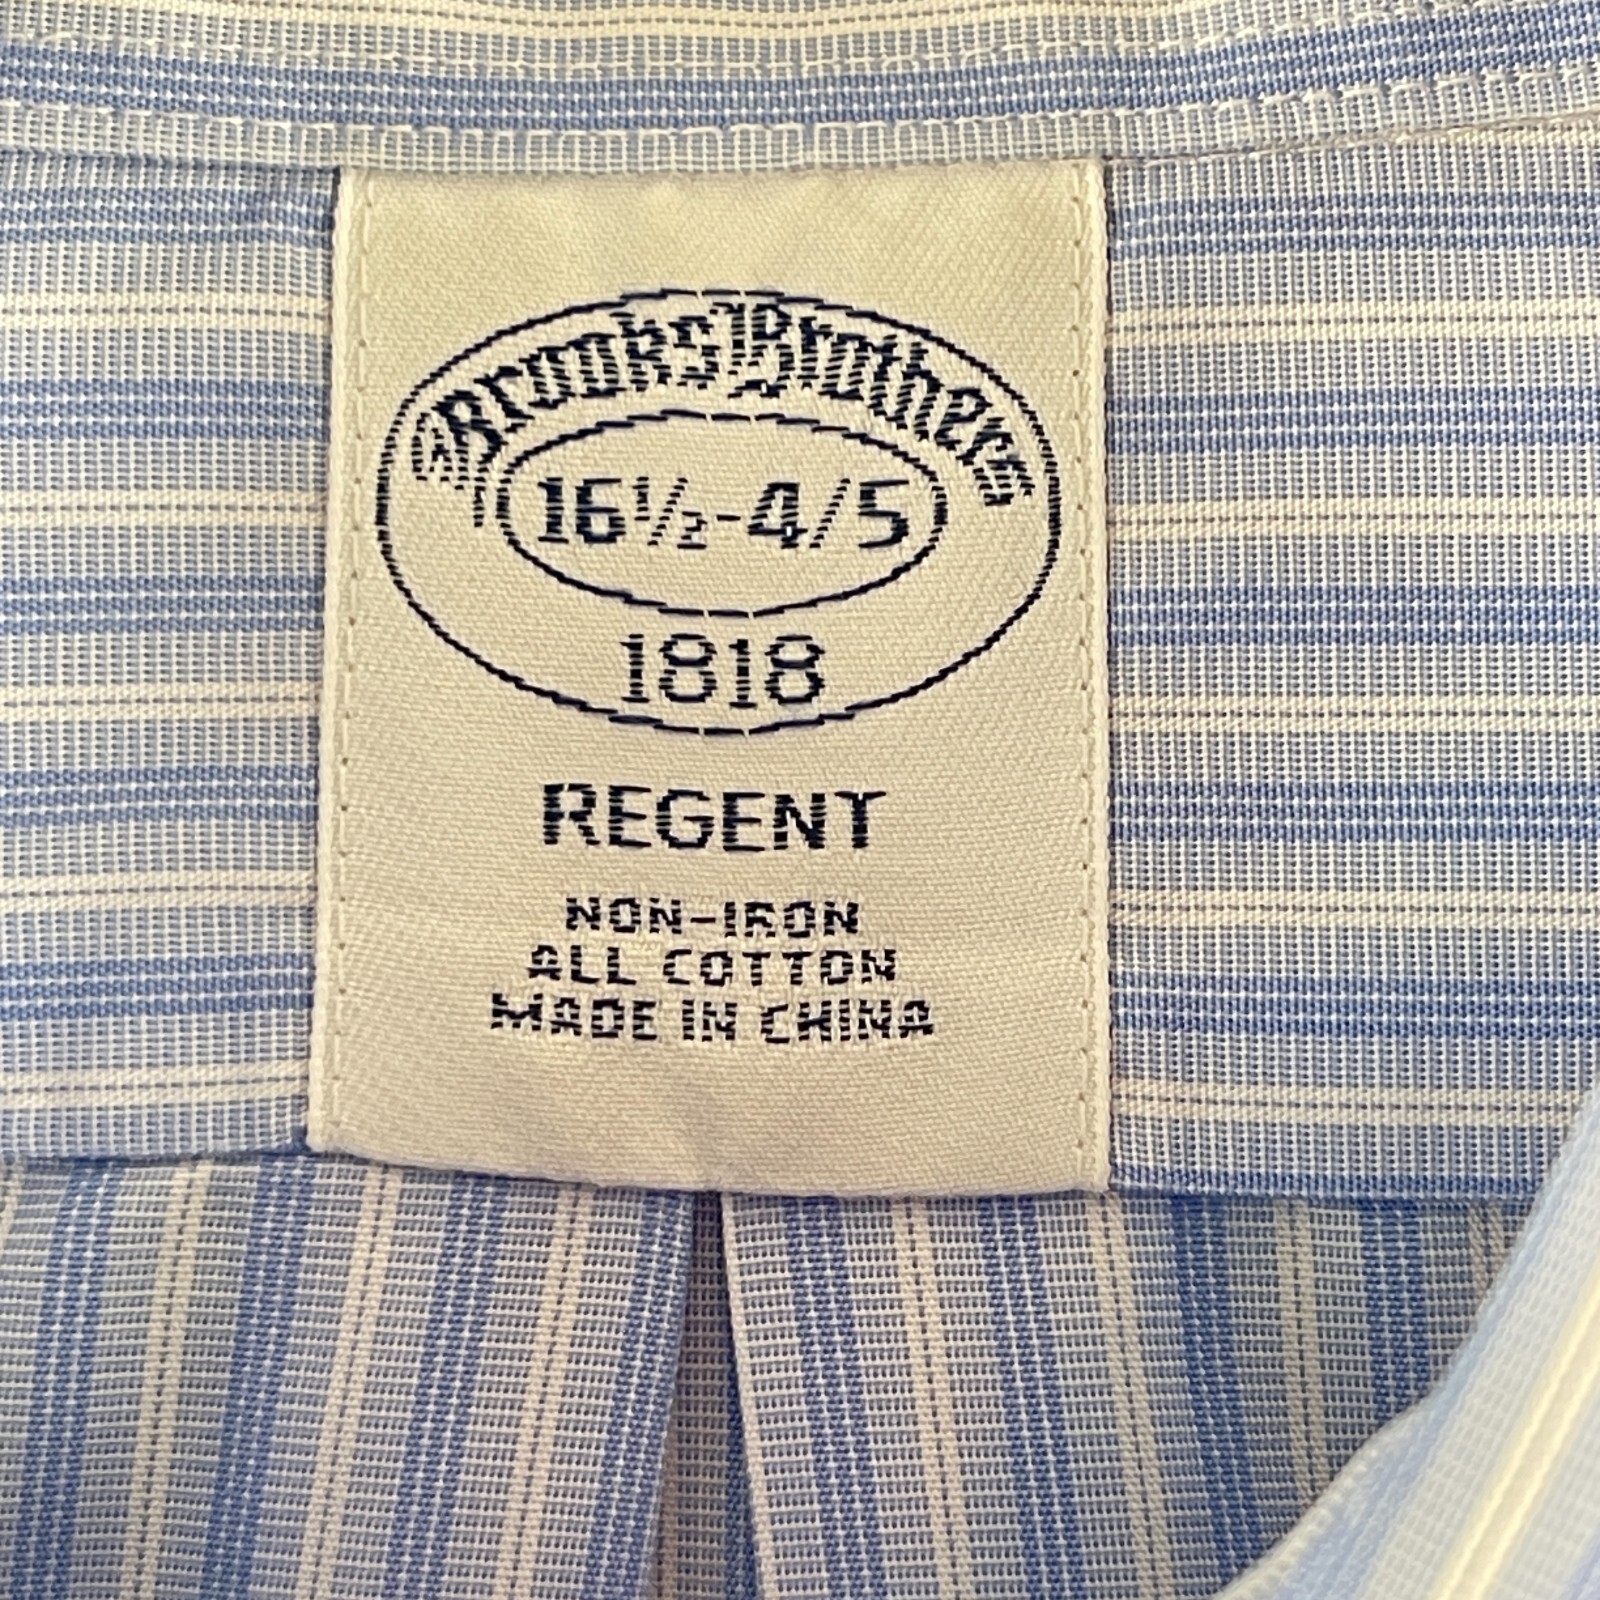 Brooks Brothers
16½-4/5
1818
REGENT
NON-IRON
ALL COTTON
MADE IN CHINA